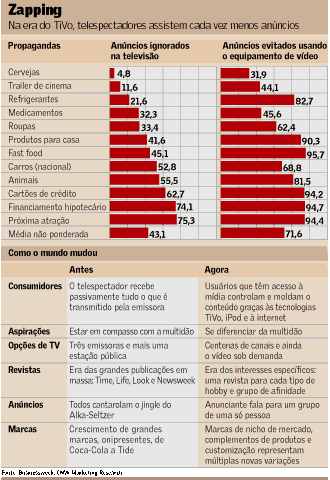 Zapping
Na era do TiVo, telespectadores assistem cada vez menos anúncios
Propagandas
Anúncios ignorados na televisão
Anúncios evitados usando o equipamento de vídeo
Cervejas 4,8 31,9
Trailer de cinema 11,6 44,1
Refrigerantes 21,6 82,7
Medicamentos 32,3 45,6
Roupas 33,4 62,4
Produtos para casa 41,6 90,3
Fast food 45,1 95,7
Carros (nacional) 52,8 68,8
Animais 55,5 81,5
Cartões de crédito 62,7 94,2
Financiamento hipotecário 74,1 94,7
Próxima atração 75,3 94,4
Média não ponderada 43,1 71,6
Como o mundo mudou
Antes
Agora
Consumidores
O telespectador recebe
passivamente tudo o que é
transmitido pela emissora
Usuários que têm acesso à
mídia controlam e moldam o
conteúdo graças às tecnologias
TiVo, iPod e à internet
Aspirações
Estar em compasso com a multidão
Se diferenciar da multidão
Opções de TV
Três emissoras e mais uma
estação pública
Centenas de canais e ainda
o vídeo sob demanda
Revistas
Era das grandes publicações em
massa: Time, Life, Look e Newsweek
Era dos interesses específicos:
uma revista para cada tipo de
hobby e grupo de afinidade
Anúncios
Todos cantarolam o jingle do
Alka-Seltzer
Anunciante fala para um grupo
de uma só pessoa
Marcas
Crescimento de grandes
marcas, onipresentes, de
Coca-Cola a Tide
Marcas de nicho de mercado,
complementos de produtos e
customização representam
múltiplas novas variações
Fonte: Businessweek, CNW Marketing Research